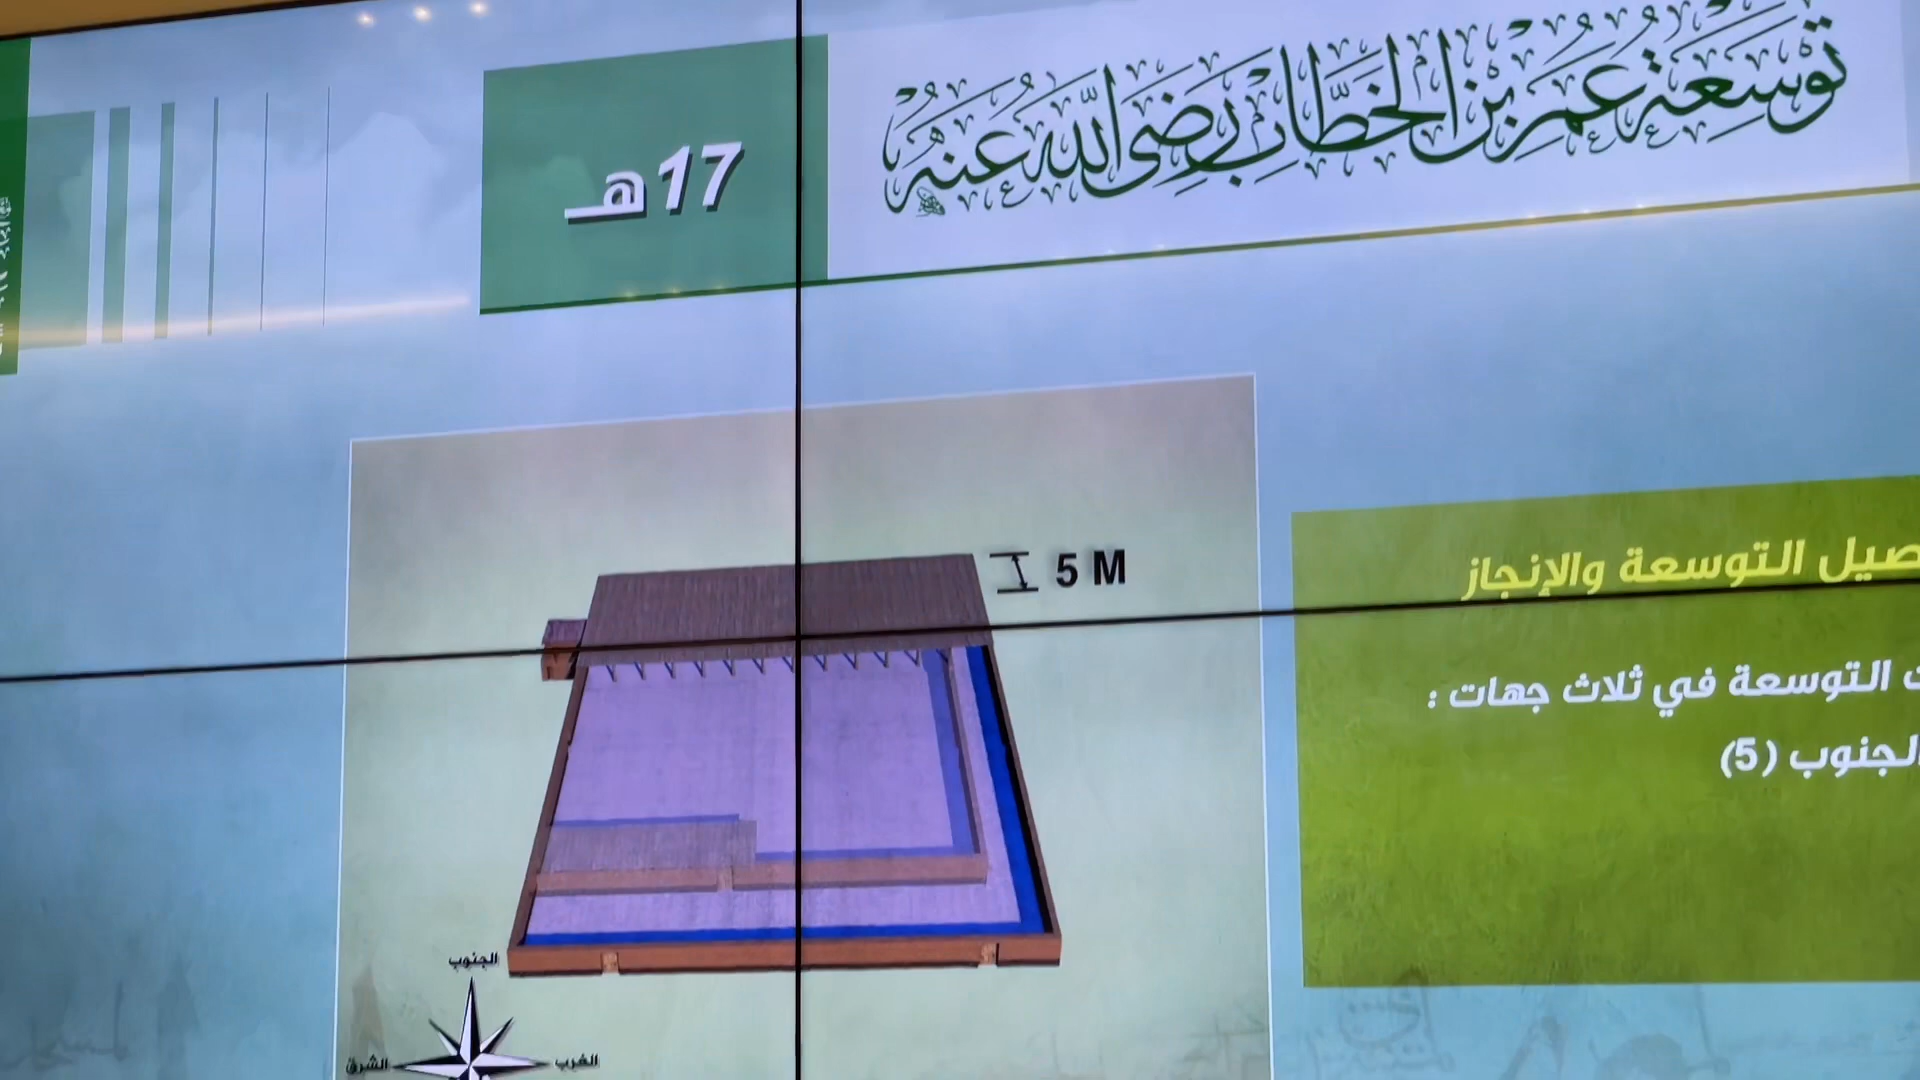 توسعة عمر بن الخطاب رضي الله عنه
17هـ
5 M
التوسعة والإنجاز
التوسعة في ثلاث جهات :
الجنوب (5)
الجنوب
الشرق
الغرب